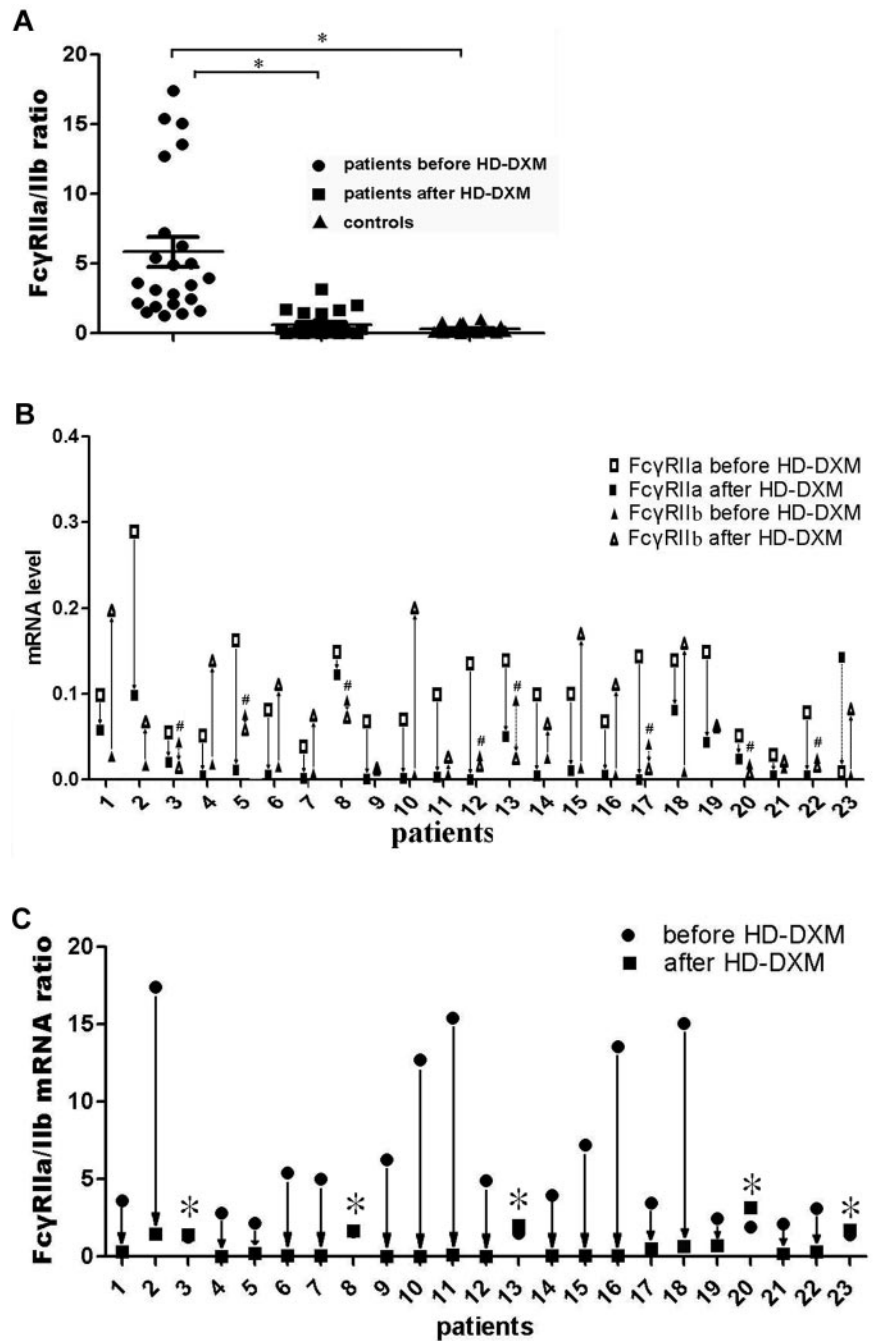 A
*
*
FcγRIIa/IIb ratio
20
15
10
5
0
patients before HD-DXM
patients after HD-DXM
controls
B
mRNA level
0.4
0.3
0.2
0.1
0.0
FcγRIIa before HD-DXM
FcγRIIa after HD-DXM
FcγRIIb before HD-DXM
FcγRIIb after HD-DXM
# # # # # # # #
1 2 3 4 5 6 7 8 9 10 11 12 13 14 15 16 17 18 19 20 21 22 23
patients
C
FcγRIIa/IIb mRNA ratio
20
15
10
5
0
before HD-DXM
after HD-DXM
* * * * *
1 2 3 4 5 6 7 8 9 10 11 12 13 14 15 16 17 18 19 20 21 22 23
patients